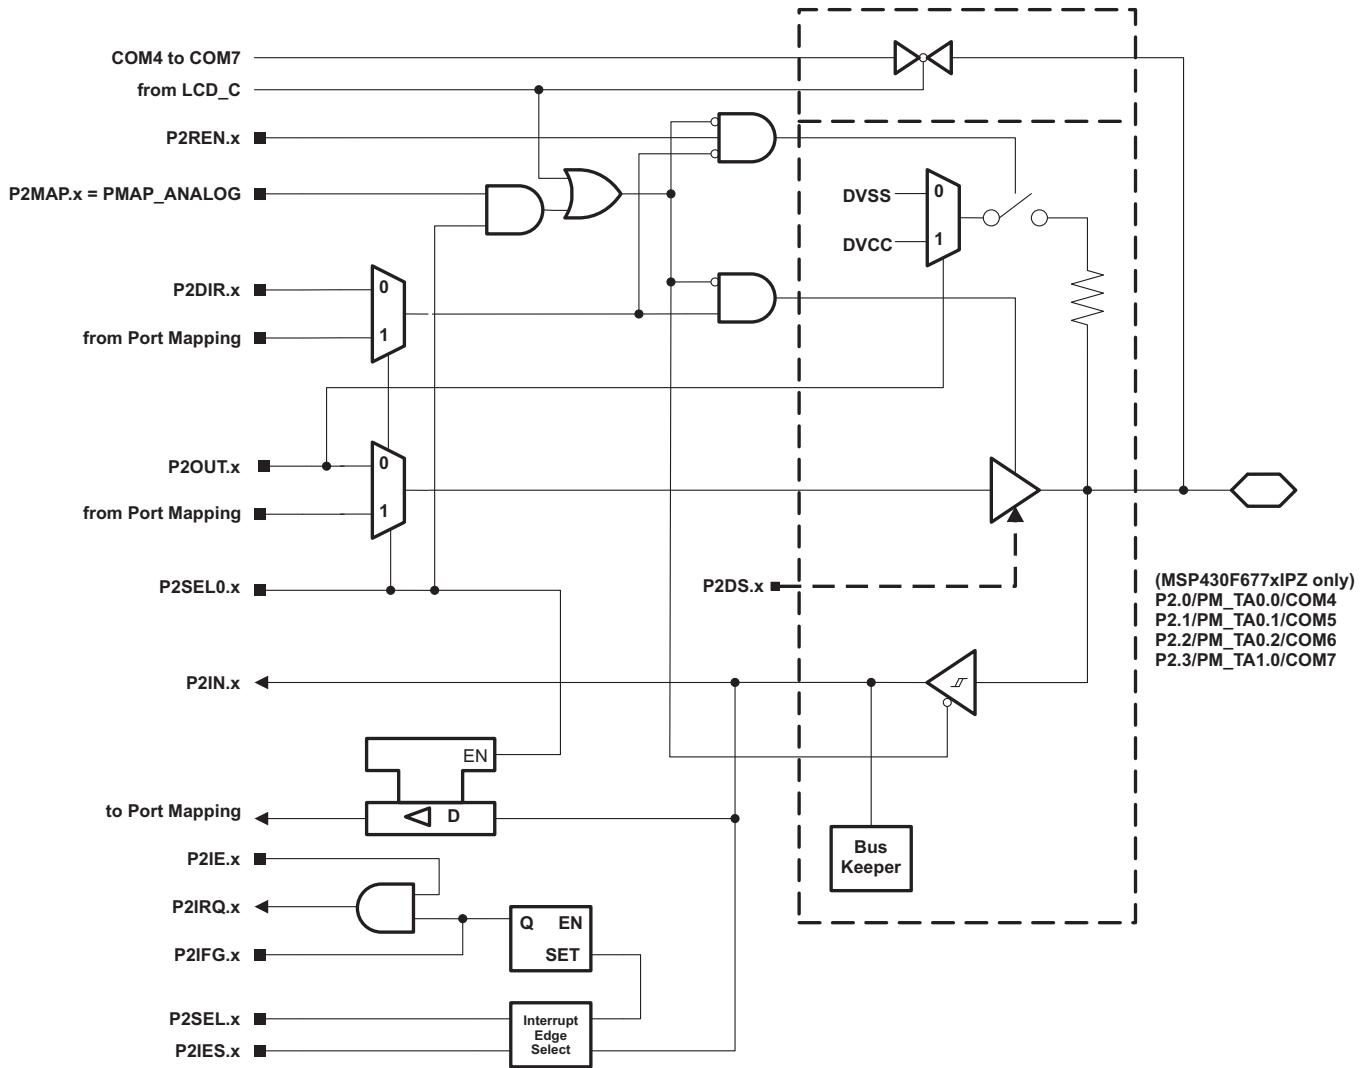 COM4 to COM7
from LCD_C
P2REN.x
P2MAP.x = PMAP_ANALOG
DVSS
0
DVCC
1
P2DIR.x
0
from Port Mapping
1
P2OUT.x
0
from Port Mapping
1
P2SEL0.x
P2DS.x
(MSP430F677xIPZ only)
P2.0/PM_TA0.0/COM4
P2.1/PM_TA0.1/COM5
P2.2/PM_TA0.2/COM6
P2.3/PM_TA1.0/COM7
P2IN.x
EN
to Port Mapping
D
Bus
Keeper
P2IE.x
P2IRQ.x
Q EN
SET
P2IFG.x
P2SEL.x
P2IES.x
Interrupt
Edge
Select